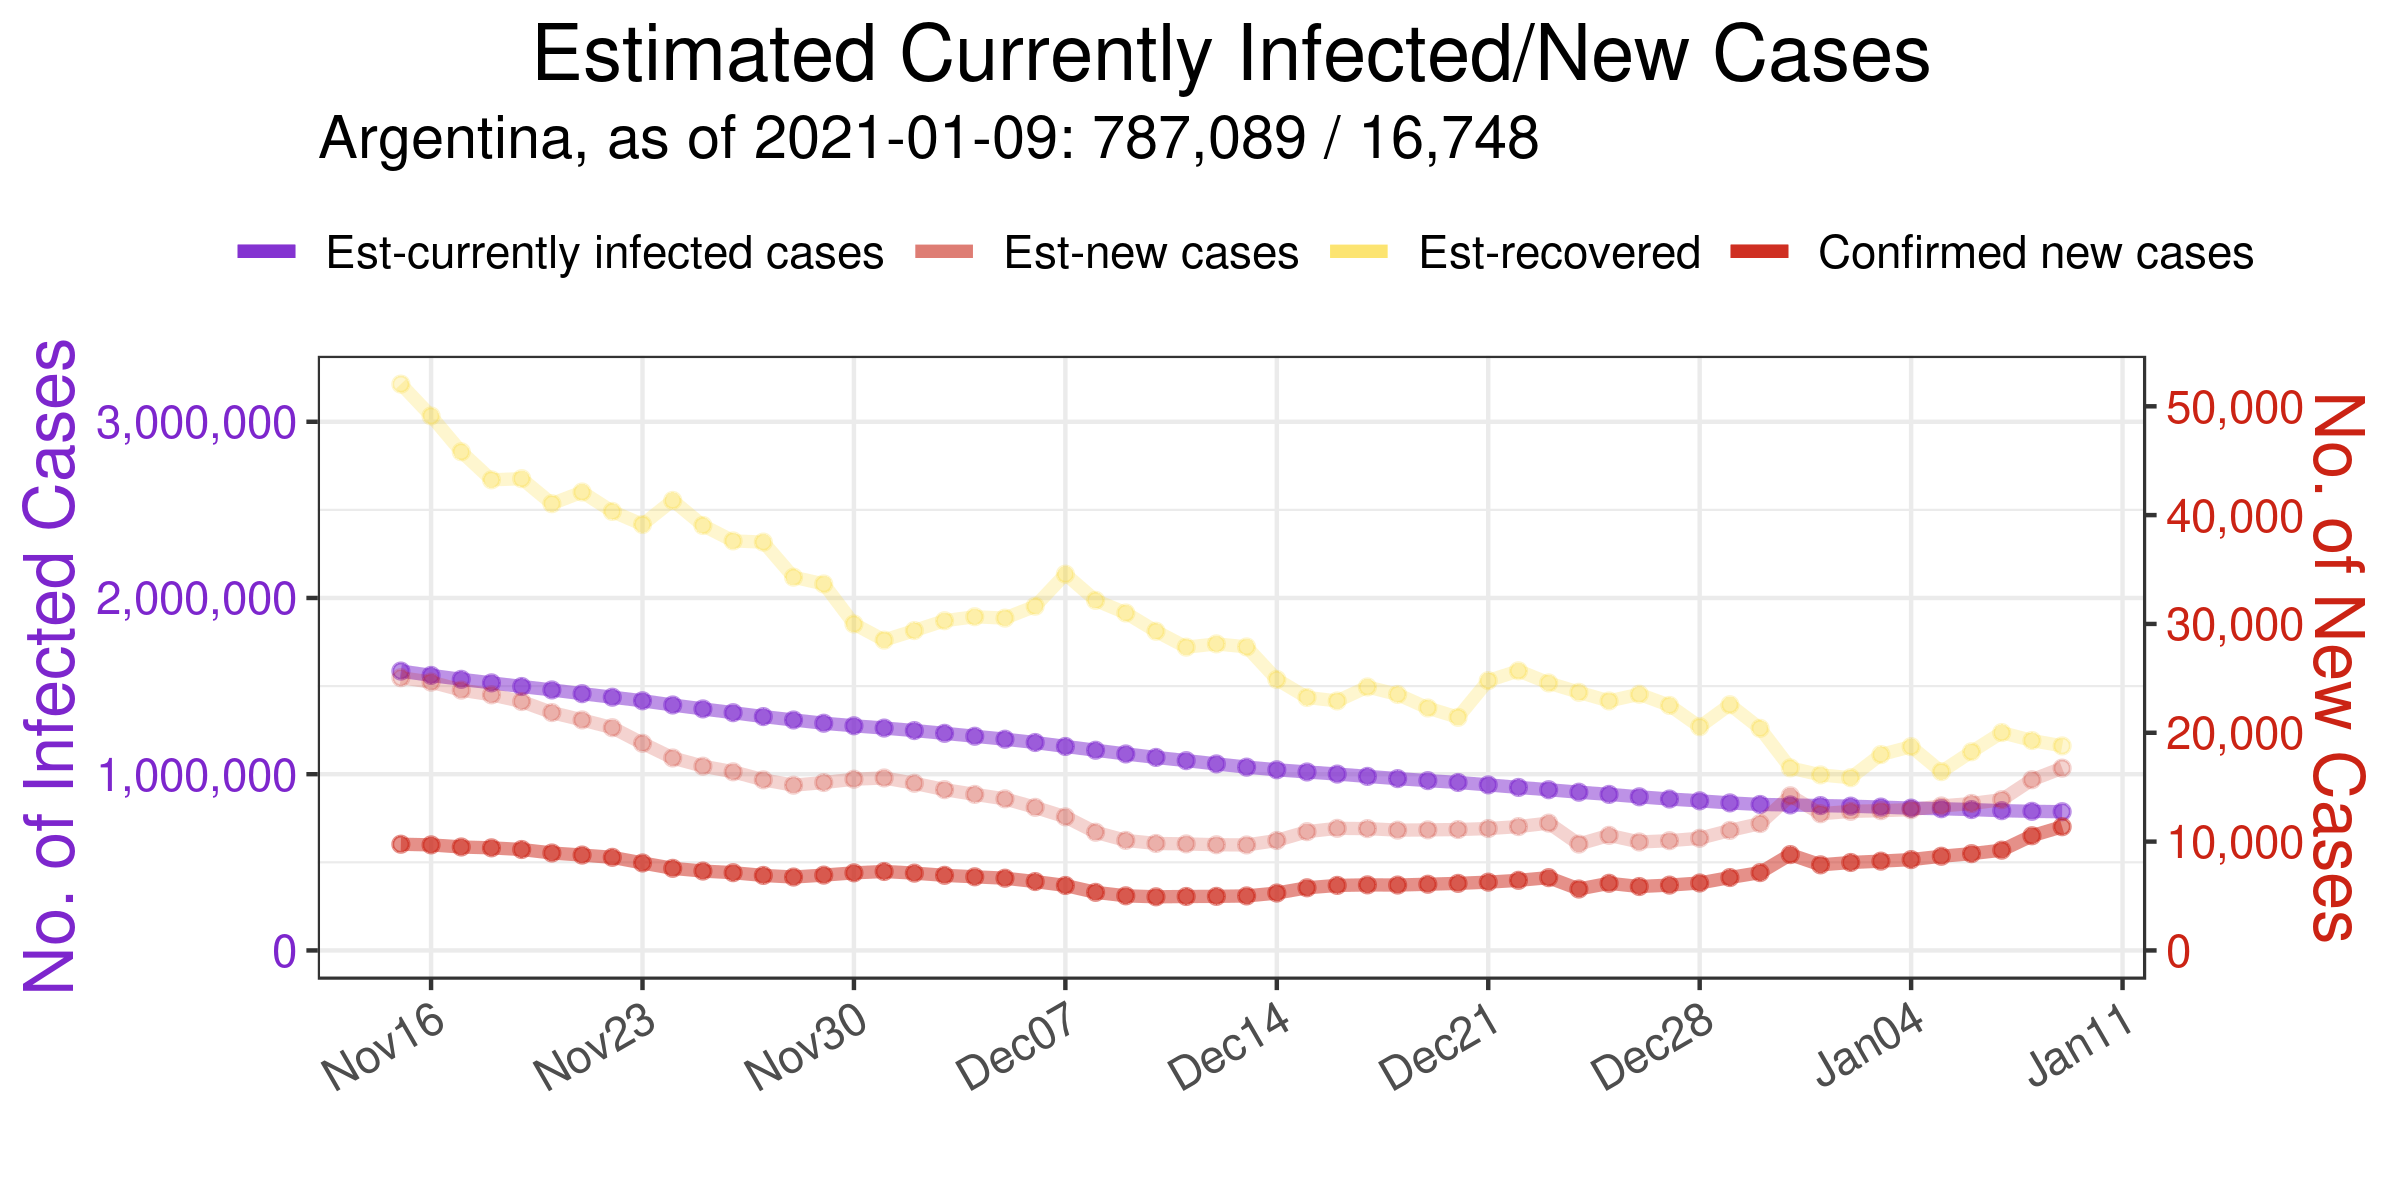 Estimated Currently Infected/New Cases
Argentina, as of 2021-01-09: 787,089 / 16,748
Est-currently infected cases Est-new cases Est-recovered Confirmed new cases
No. of Infected Cases
3,000,000
2,000,000
1,000,000
0
50,000
40,000
30,000
20,000
10,000
0
No. of New Cases
Nov16 Nov23 Nov30 Dec07 Dec14 Dec21 Dec28 Jan04 Jan11